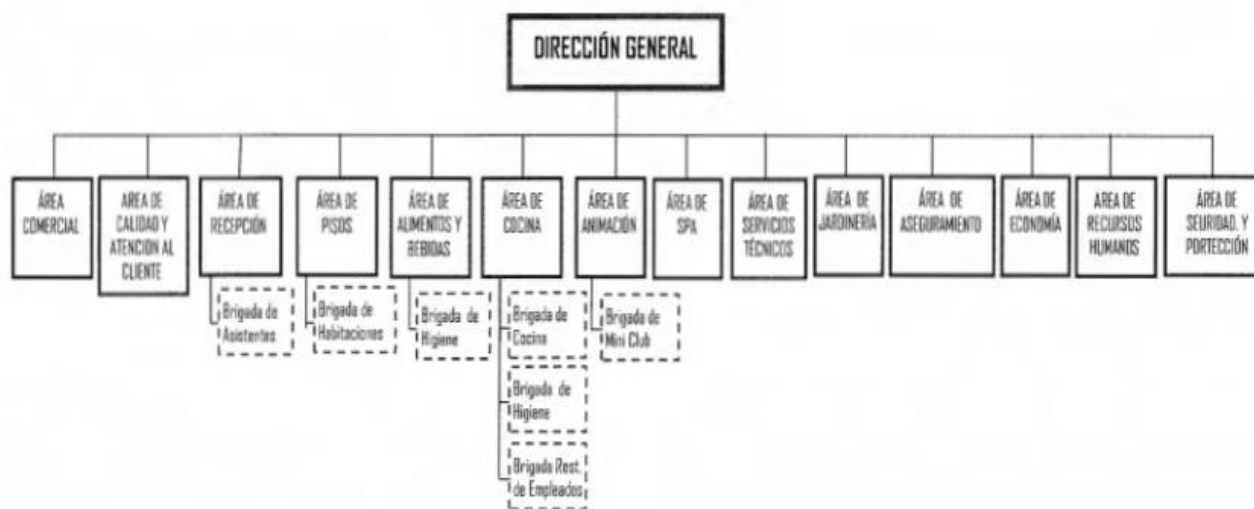 DIRECCIÓN GENERAL
ÁREA
COMERCIAL
AREA DE
CALIDAD Y
ATENCION AL
CLIENTE
ÁREA DE
RECEPCIÓN
ÁREA DE
PISOS
ÁREA DE
ALIMENTOS Y
BEBIDAS
ÁREA DE
COCINA
ÁREA DE
ANIMACIÓN
ÁREA DE
SPA
ÁREA DE
SERVICIOS
TÉCNICOS
ÁREA DE
JARDINERÍA
ÁREA DE
ASEGURAMIENTO
ÁREA DE
ECONOMÍA
AREA DE
RECURSOS
HUMANOS
ÁREA DE
SEURIDAD. Y
PORTECCIÓN
Brigada de
Asistentes
Brigada de
Habitaciones
Brigada de
Higiene
Brigada de
Cocina
Brigada de
Higiene
Brigada Rest.
de Empleados
Brigada de
Mini Club